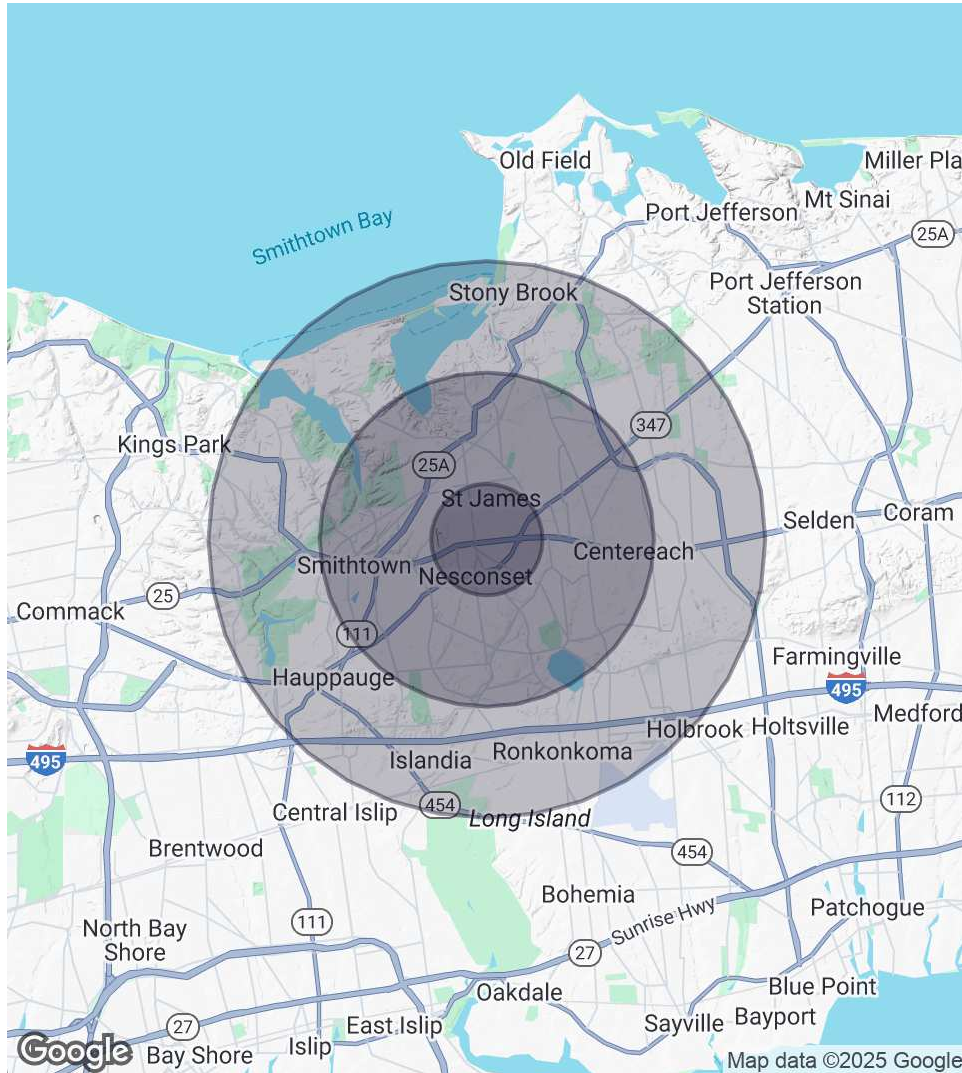 Old Field
Miller Pla
Mt Sinai
Port Jefferson
25A
Smithtown Bay
Port Jefferson
Station
Stony Brook
347
Kings Park
25A
St James
Selden
Coram
Centereach
Smithtown
Nesconset
25
Commack
111
Farmingville
Hauppauge
495
Medford
Holbrook
Holtsville
Ronkonkoma
Islandia
495
112
454
Central Islip
Long Island
Brentwood
454
Bohemia
Patchogue
111
Sunrise Hwy
North Bay
Shore
27
Blue Point
Oakdale
Bayport
Sayville
27
East Islip
Islip
Bay Shore
Google
Map data ©2025 Google